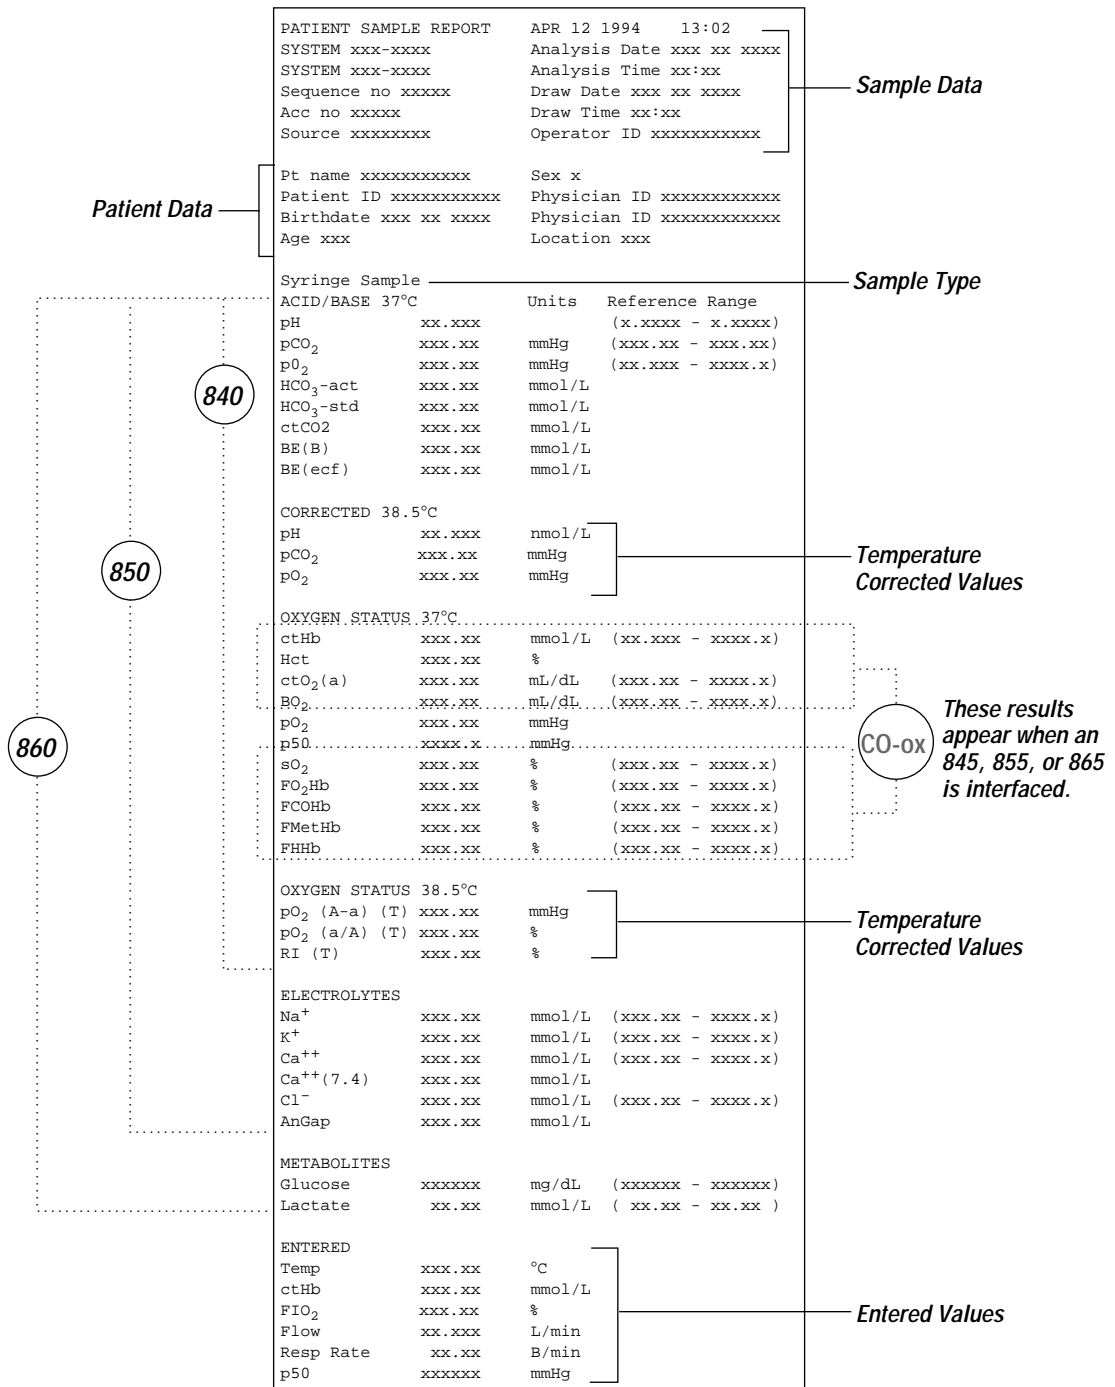 PATIENT SAMPLE REPORT APR 12 1994 13:02
SYSTEM xxx-xxxx Analysis Date xxx xx xxxx
SYSTEM xxx-xxxx Analysis Time xx:xx
Sequence no xxxxx Draw Date xxx xx xxxx
Sample Data
Acc no xxxxx Draw Time xx:xx
Source xxxxxxxx Operator ID xxxxxxxxxxx
Pt name xxxxxxxxxxx Sex x
Patient ID xxxxxxxxxxx Physician ID xxxxxxxxxxxx
Patient Data
Birthdate xxx xx xxxx Physician ID xxxxxxxxxxxx
Age xxx Location xxx
Syringe Sample
Sample Type
ACID/BASE 37°C Units Reference Range
pH xx.xxx (x.xxxx - x.xxxx)
pCO2 xxx.xx mmHg (xxx.xx - xxx.xx)
p02 xxx.xx mmHg (xx.xxx - xxxx.x)
HCO3-act xxx.xx mmol/L
840
HCO3-std xxx.xx mmol/L
ctCO2 xxx.xx mmol/L
BE(B) xxx.xx mmol/L
BE(ecf) xxx.xx mmol/L
CORRECTED 38.5°C
pH xx.xxx nmol/L
pCO2 xxx.xx mmHg
pO2 xxx.xx mmHg
Temperature
Corrected Values
850
OXYGEN STATUS 37°C
ctHb xxx.xx mmol/L (xx.xxx - xxxx.x)
Hct xxx.xx %
ctO2(a) xxx.xx mL/dL (xxx.xx - xxxx.x)
BO2 xxx.xx mL/dL (xxx.xx - xxxx.x)
pO2 xxx.xx mmHg
p50 xxxx.x mmHg
860
CO-ox
These results
appear when an
845, 855, or 865
is interfaced.
sO2 xxx.xx % (xxx.xx - xxxx.x)
FO2Hb xxx.xx % (xxx.xx - xxxx.x)
FCOHb xxx.xx % (xxx.xx - xxxx.x)
FMetHb xxx.xx % (xxx.xx - xxxx.x)
FHHb xxx.xx % (xxx.xx - xxxx.x)
OXYGEN STATUS 38.5°C
pO2 (A-a) (T) xxx.xx mmHg
pO2 (a/A) (T) xxx.xx %
RI (T) xxx.xx %
Temperature
Corrected Values
ELECTROLYTES
Na+ xxx.xx mmol/L (xxx.xx - xxxx.x)
K+ xxx.xx mmol/L (xxx.xx - xxxx.x)
Ca++ xxx.xx mmol/L (xxx.xx - xxxx.x)
Ca++(7.4) xxx.xx mmol/L
Cl- xxx.xx mmol/L (xxx.xx - xxxx.x)
AnGap xxx.xx mmol/L
METABOLITES
Glucose xxxxxx mg/dL (xxxxxx - xxxxxx)
Lactate xx.xx mmol/L ( xx.xx - xx.xx )
ENTERED
Temp xxx.xx °C
ctHb xxx.xx mmol/L
FIO2 xxx.xx %
Entered Values
Flow xx.xxx L/min
Resp Rate xx.xx B/min
p50 xxxxxx mmHg